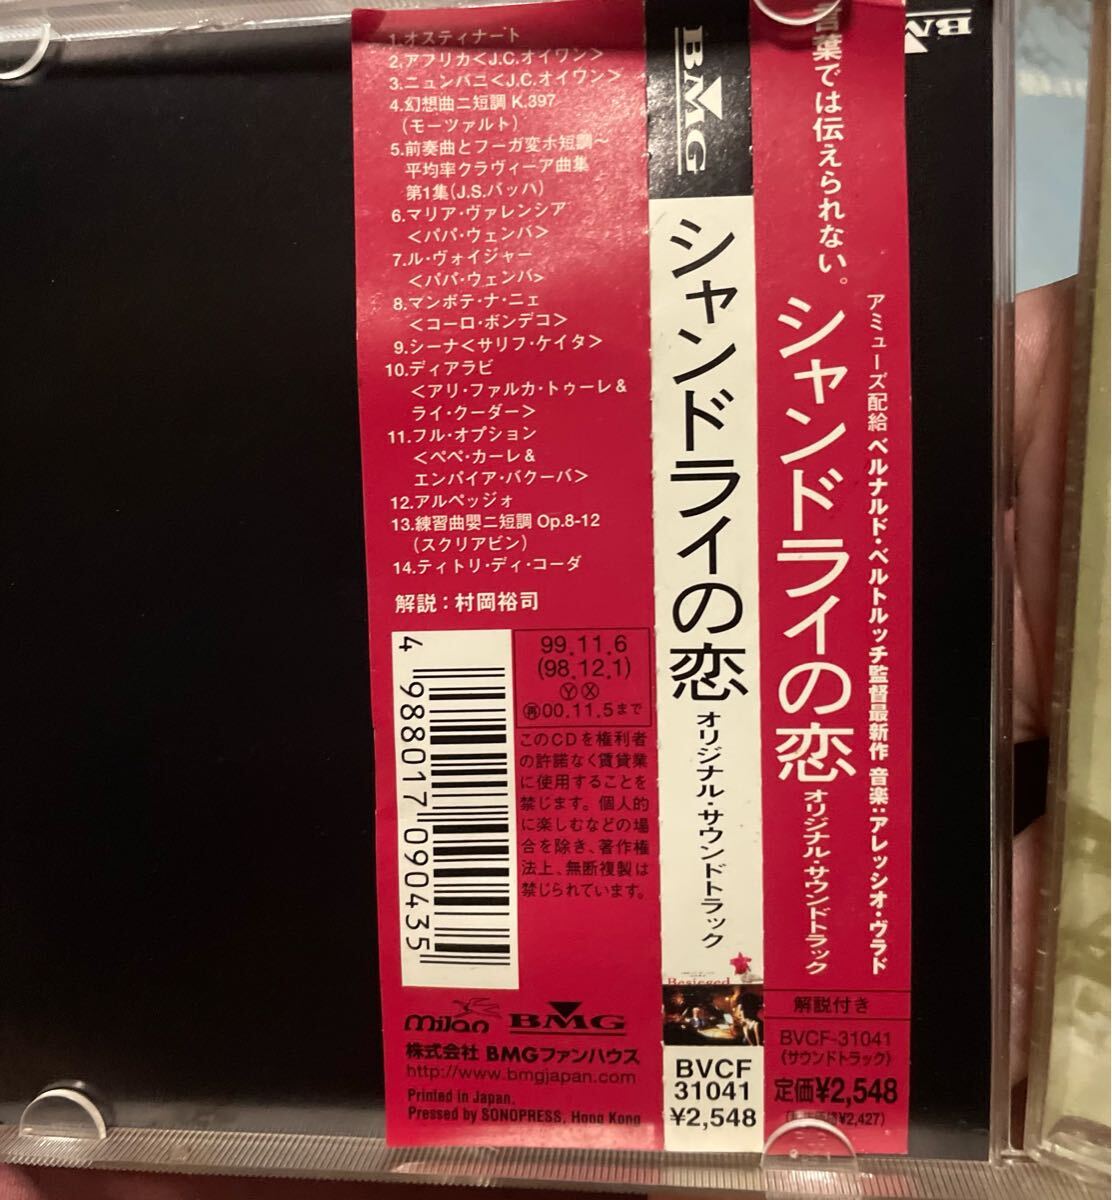 1.オスティナート
2.アフリカ<J.C.オイワン>
3.ニュンバニ<J.C.オイワン>
4.幻想曲ニ短調 K.397
(モーツァルト)
5.前奏曲とフーガ変ホ短調〜
平均率クラヴィーア曲集
第1集(J.S.バッハ)
6.マリア・ヴァレンシア
<パパ・ウェンバ>
7.ル・ヴォイジャー
<パパ・ウェンバ>
8.マンボテ・ナ・ニェ
<コーロ・ボンデコ>
9.シーナ<サリフ・ケイタ>
10.ディアラビ
<アリ・ファルカ・トゥーレ&
ライ・クーダー>
11.フル・オプション
<ペペ・カーレ&
エンパイア・バクーバ>
12.アルペッジォ
13.練習曲嬰ニ短調 Op.8-12
(スクリアビン)
14.ティトリ・ディ・コーダ
解説：村岡裕司
4 988017 090435
99.11.6
(98.12.1)
Ⓨ Ⓧ
㊢00.11.5まで
このCDを権利者
の許諾なく賃貸業
に使用することを
禁じます。個人的
に楽しむなどの場
合を除き、著作権
法上、無断複製は
禁じられています。
milan BMG
株式会社 BMGファンハウス
http://www.bmgjapan.com
Printed in Japan,
Pressed by SONOPRESS, Hong Kong
BMG
シャンドライの恋
オリジナル・サウンドトラック
Besieged
BVCF
31041
¥2,548
BMG
言葉では伝えられない。
アミューズ配給 ベルナルド・ベルトルッチ監督最新作 音楽：アレッシオ・ヴラド
シャンドライの恋
オリジナル・サウンドトラック
解説付き
BVCF-31041
(サウンドトラック)
定価¥2,548
¥2,427)